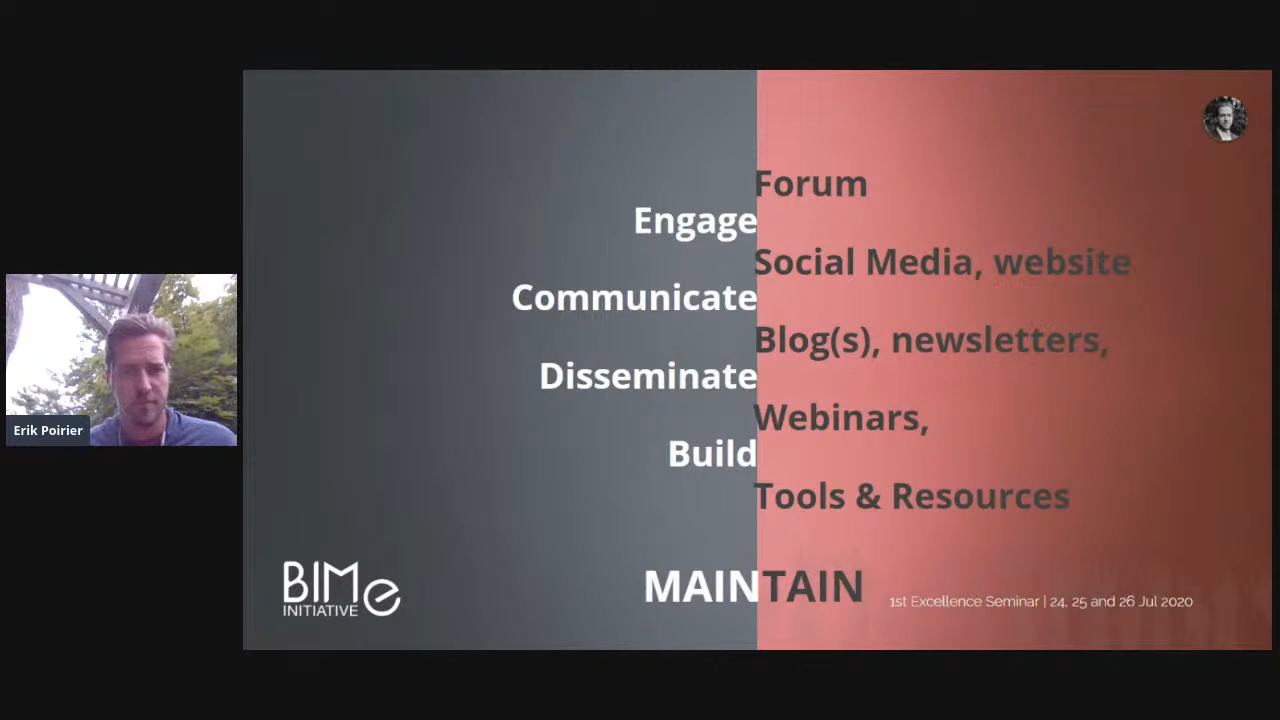 Forum
Engage
Social Media, website
Communicate
Blog(s), newsletters,
Disseminate
Webinars,
Build
Tools & Resources
MAINTAIN
BIMe
INITIATIVE
1st Excellence Seminar | 24, 25 and 26 Jul 2020
Erik Poirier